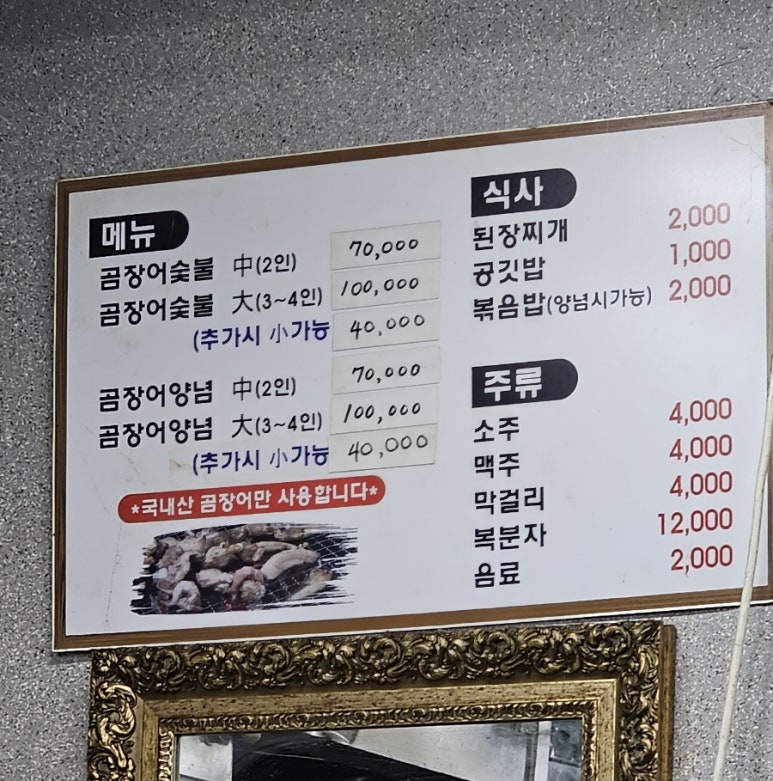 메뉴
곰장어숯불 中(2인) 70,000
곰장어숯불 大(3~4인) 100,000
(추가시 小가능 40,000
곰장어양념 中(2인) 70,000
곰장어양념 大(3~4인) 100,000
(추가시 小가능 40,000
*국내산 곰장어만 사용합니다*
식사
된장찌개 2,000
공깃밥 1,000
볶음밥(양념시가능) 2,000
주류
소주 4,000
맥주 4,000
막걸리 4,000
복분자 12,000
음료 2,000